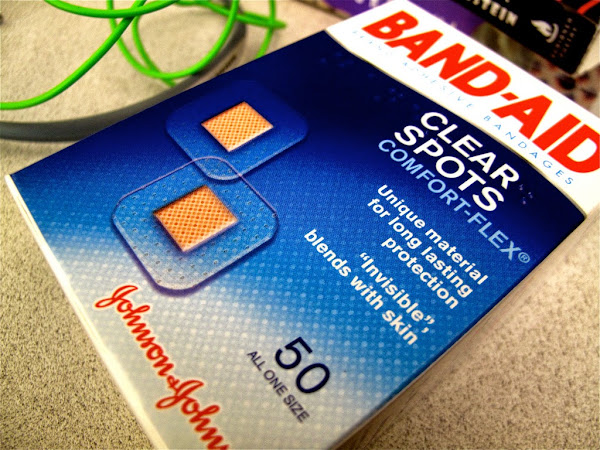 BAND-AID
ADHESIVE BANDAGES
CLEAR
SPOTS
COMFORT-FLEX®
Unique material
for long lasting
protection
"Invisible",
blends with skin
50
ALL ONE SIZE
Johnson & John